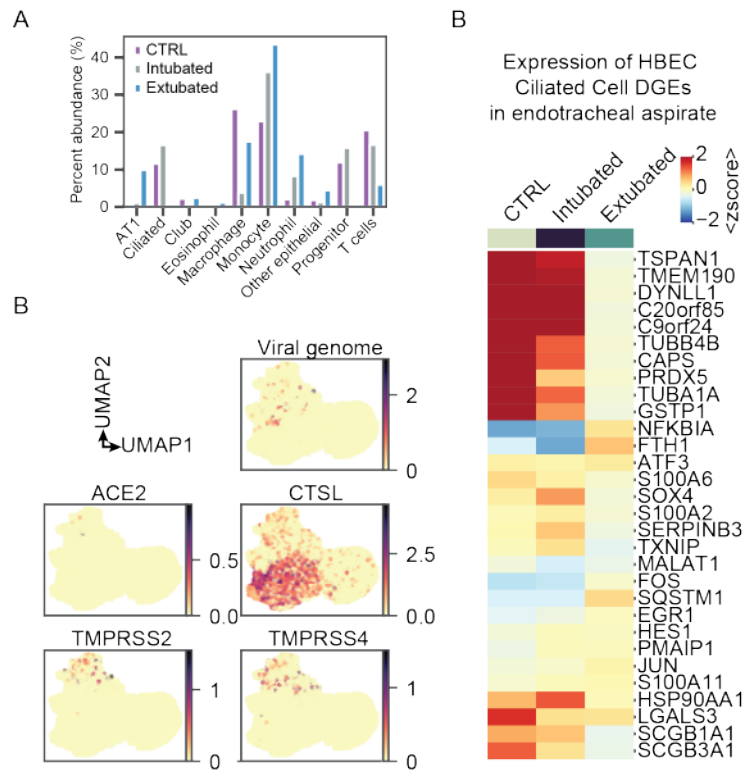 A
Percent abundance (%)
40
30
20
10
0
CTRL
Intubated
Extubated
AT1
Ciliated
Club
Eosinophil
Macrophage
Monocyte
Neutrophil
Other epithelial
Progenitor
T cells
B
UMAP2
UMAP1
Viral genome
2
0
ACE2
0.5
0.0
CTSL
2.5
0.0
TMPRSS2
1
0
TMPRSS4
1
0
B
Expression of HBEC
Ciliated Cell DGEs
in endotracheal aspirate
2
0
−2
<zscore>
CTRL
Intubated
Extubated
TSPAN1
TMEM190
DYNLL1
C20orf85
C9orf24
TUBB4B
CAPS
PRDX5
TUBA1A
GSTP1
NFKBIA
FTH1
ATF3
S100A6
SOX4
S100A2
SERPINB3
TXNIP
MALAT1
FOS
SQSTM1
EGR1
HES1
PMAIP1
JUN
S100A11
HSP90AA1
LGALS3
SCGB1A1
SCGB3A1